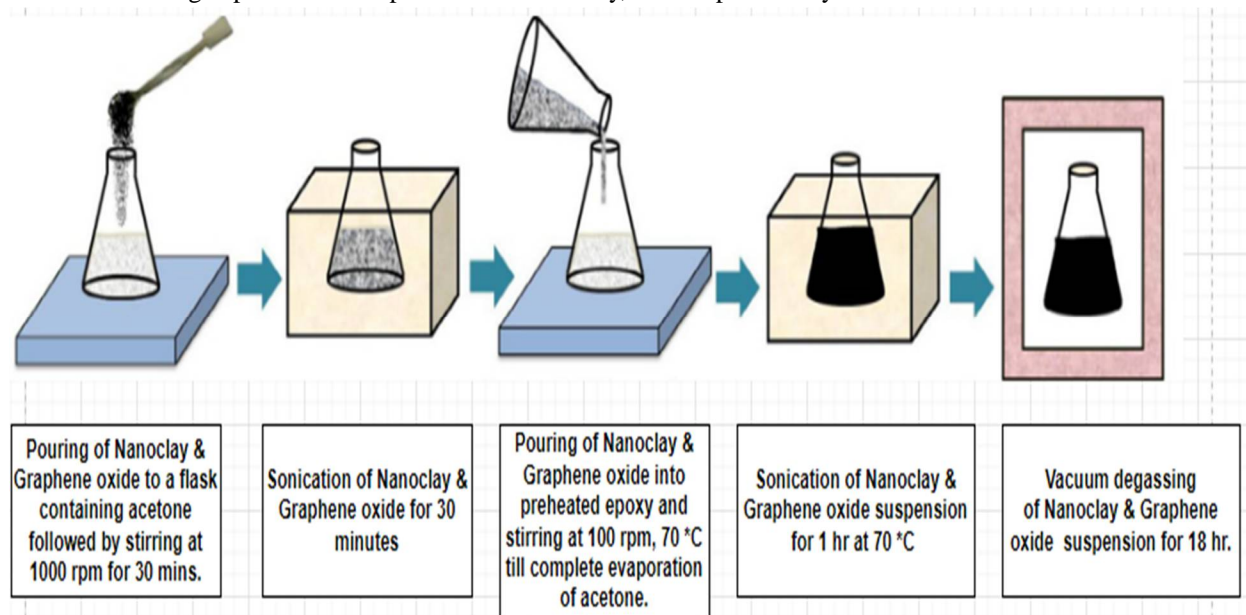 Pouring of Nanoclay &
Graphene oxide to a flask
containing acetone
followed by stirring at
1000 rpm for 30 mins.
Sonication of Nanoclay &
Graphene oxide for 30
minutes
Pouring of Nanoclay &
Graphene oxide into
preheated epoxy and
stirring at 100 rpm, 70 *C
till complete evaporation
of acetone.
Sonication of Nanoclay &
Graphene oxide suspension
for 1 hr at 70 *C
Vacuum degassing
of Nanoclay & Graphene
oxide suspension for 18 hr.